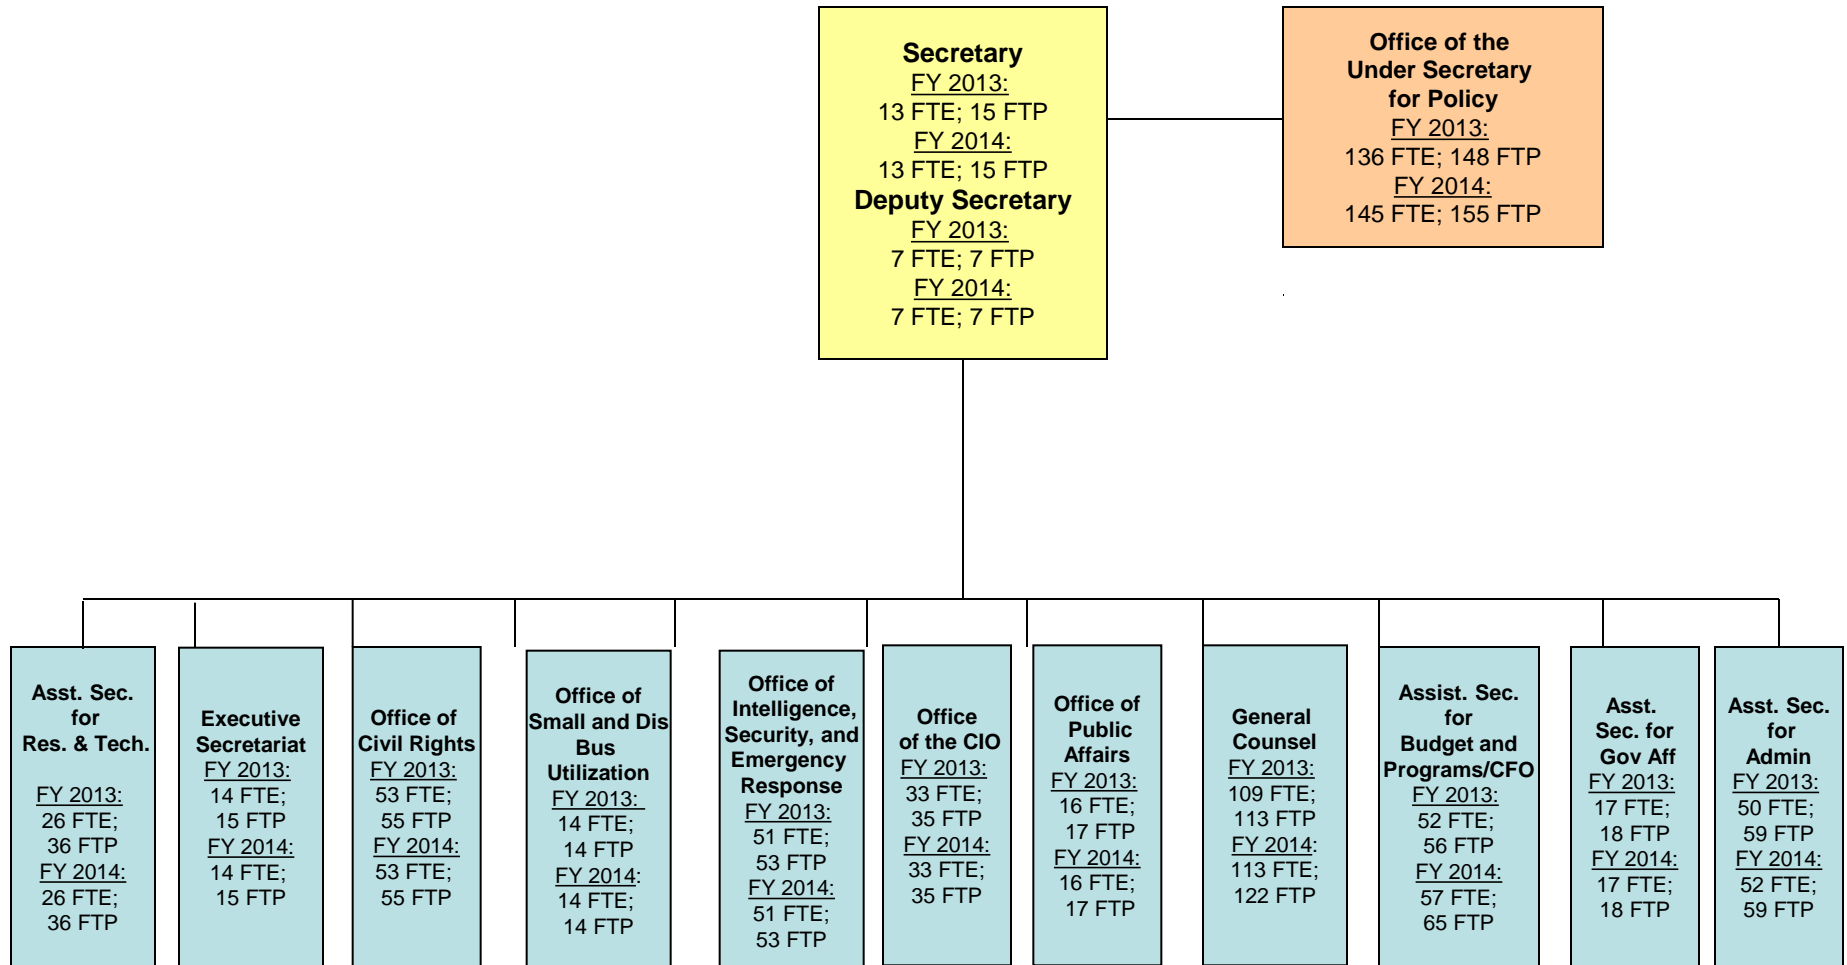 Secretary
FY 2013:
13 FTE; 15 FTP
FY 2014:
13 FTE; 15 FTP
Deputy Secretary
FY 2013:
7 FTE; 7 FTP
FY 2014:
7 FTE; 7 FTP
Office of the
Under Secretary
for Policy
FY 2013:
136 FTE; 148 FTP
FY 2014:
145 FTE; 155 FTP
Asst. Sec.
for
Res. & Tech.
FY 2013:
26 FTE;
36 FTP
FY 2014:
26 FTE;
36 FTP
Executive
Secretariat
FY 2013:
14 FTE;
15 FTP
FY 2014:
14 FTE;
15 FTP
Office of
Civil Rights
FY 2013:
53 FTE;
55 FTP
FY 2014:
53 FTE;
55 FTP
Office of
Small and Dis
Bus
Utilization
FY 2013:
14 FTE;
14 FTP
FY 2014:
14 FTE;
14 FTP
Office of
Intelligence,
Security, and
Emergency
Response
FY 2013:
51 FTE;
53 FTP
FY 2014:
51 FTE;
53 FTP
Office
of the CIO
FY 2013:
33 FTE;
35 FTP
FY 2014:
33 FTE;
35 FTP
Office of
Public
Affairs
FY 2013:
16 FTE;
17 FTP
FY 2014:
16 FTE;
17 FTP
General
Counsel
FY 2013:
109 FTE;
113 FTP
FY 2014:
113 FTE;
122 FTP
Assist. Sec.
for
Budget and
Programs/CFO
FY 2013:
52 FTE;
56 FTP
FY 2014:
57 FTE;
65 FTP
Asst.
Sec. for
Gov Aff
FY 2013:
17 FTE;
18 FTP
FY 2014:
17 FTE;
18 FTP
Asst. Sec.
for
Admin
FY 2013:
50 FTE;
59 FTP
FY 2014:
52 FTE;
59 FTP